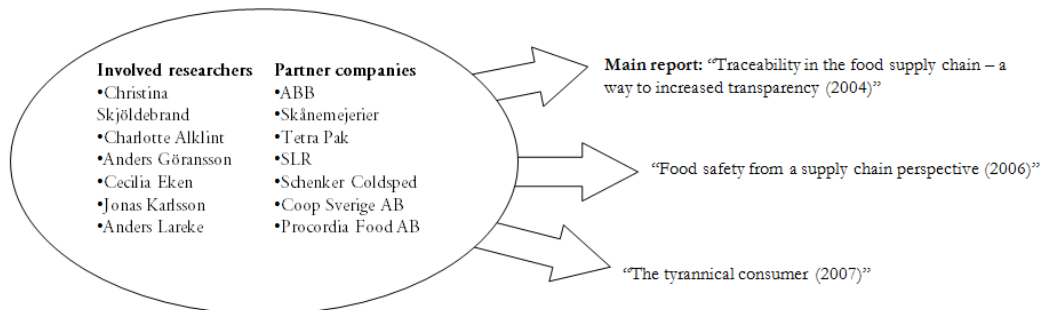 Involved researchers
•Christina
Skjöldebrand
•Charlotte Alklint
•Anders Göransson
•Cecilia Eken
•Jonas Karlsson
•Anders Lareke
Partner companies
•ABB
•Skånemejerier
•Tetra Pak
•SLR
•Schenker Coldsped
•Coop Sverige AB
•Procordia Food AB
Main report: “Traceability in the food supply chain – a
way to increased transparency (2004)”
“Food safety from a supply chain perspective (2006)”
“The tyrannical consumer (2007)”